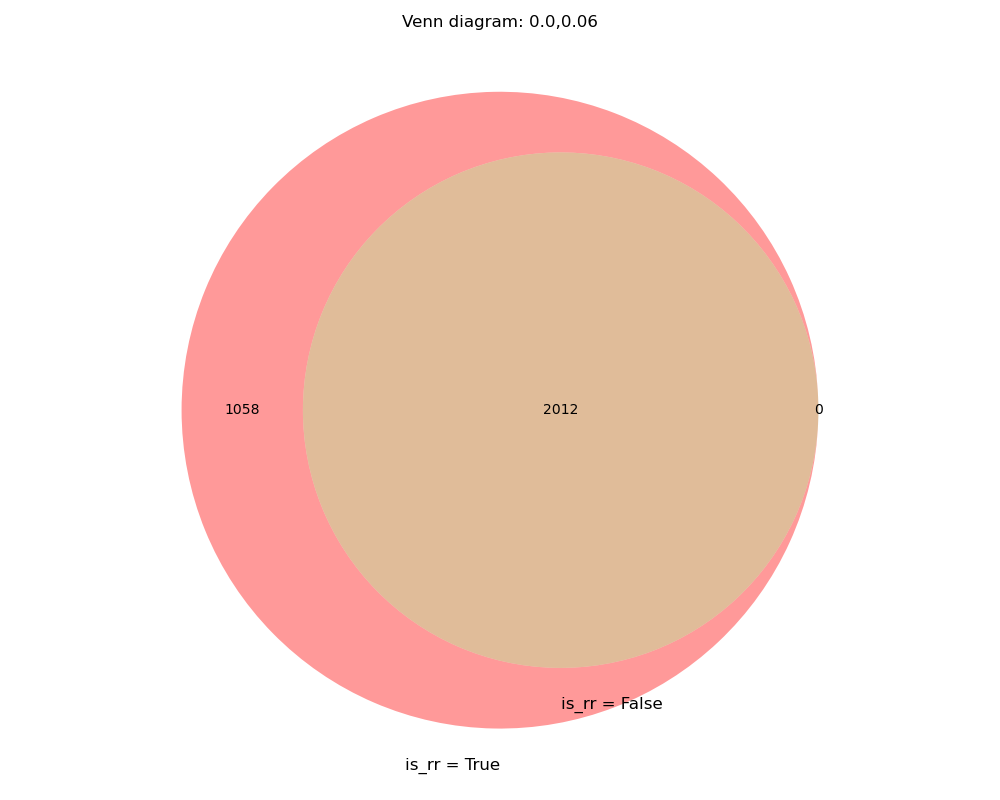 Venn diagram: 0.0,0.06
1058
2012
0
is_rr = False
is_rr = True